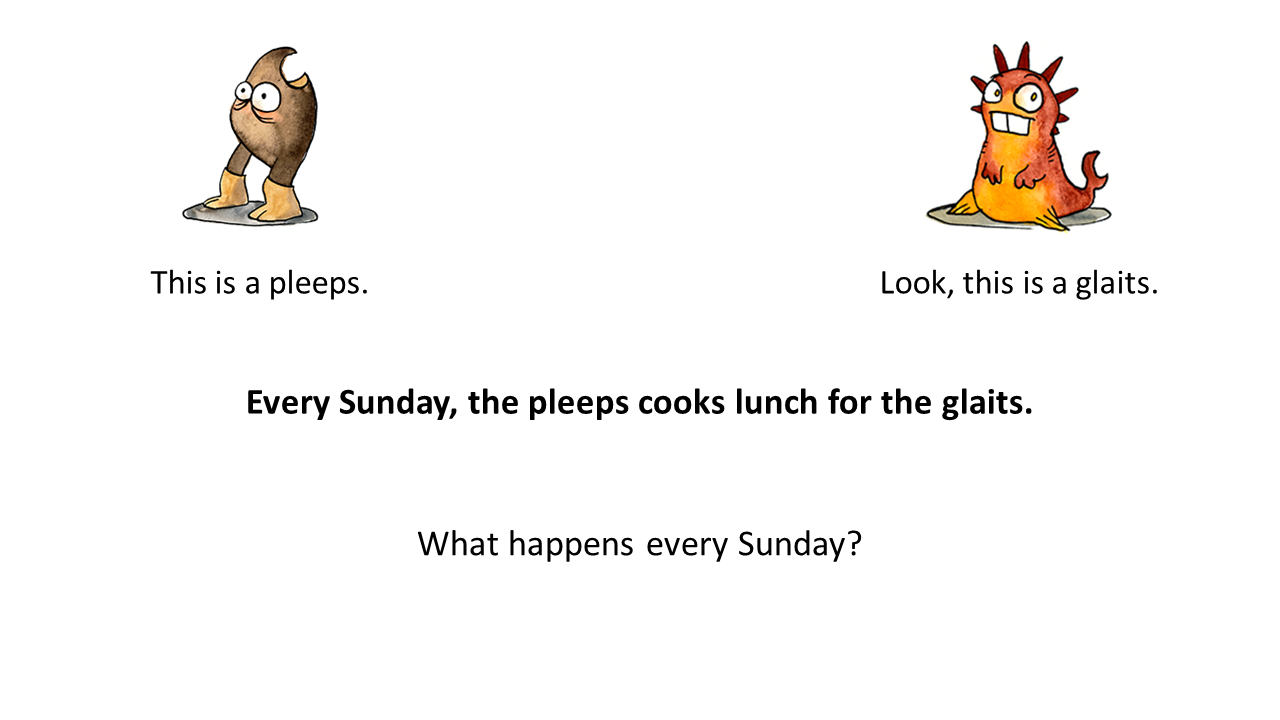 This is a pleeps.
Look, this is a glaits.
Every Sunday, the pleeps cooks lunch for the glaits.
What happens every Sunday?